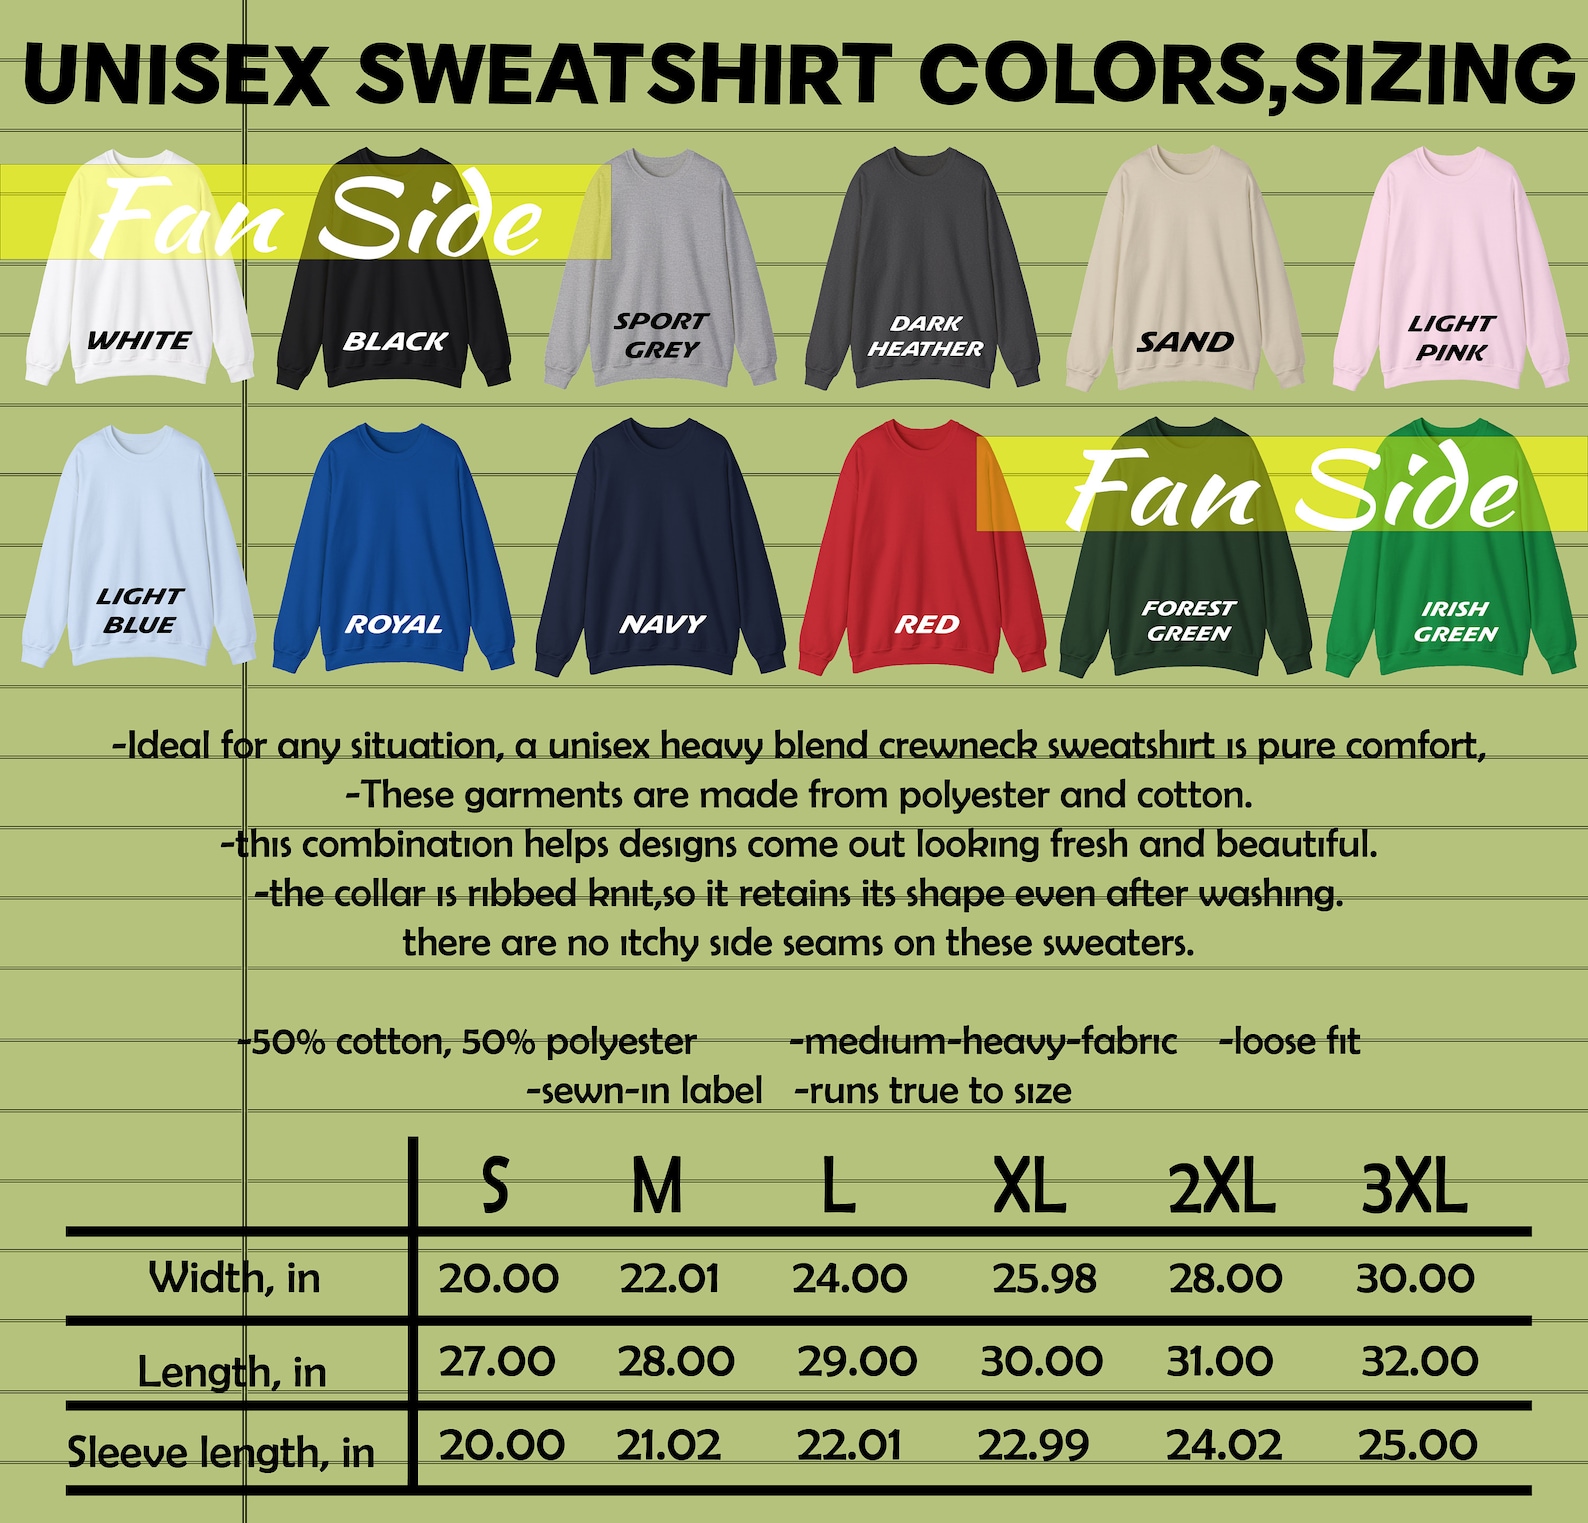 UNISEX SWEATSHIRT COLORS,SIZING
Fan Side
WHITE
BLACK
SPORT
GREY
DARK
HEATHER
SAND
LIGHT
PINK
Fan Side
LIGHT
BLUE
ROYAL
NAVY
RED
FOREST
GREEN
IRISH
GREEN
-Ideal for any situation, a unisex heavy blend crewneck sweatshirt is pure comfort,
-These garments are made from polyester and cotton.
-this combination helps designs come out looking fresh and beautiful.
-the collar is ribbed knit,so it retains its shape even after washing.
there are no itchy side seams on these sweaters.
-50% cotton, 50% polyester -medium-heavy-fabric -loose fit
-sewn-in label -runs true to size
S M L XL 2XL 3XL
Width, in 20.00 22.01 24.00 25.98 28.00 30.00
Length, in 27.00 28.00 29.00 30.00 31.00 32.00
Sleeve length, in 20.00 21.02 22.01 22.99 24.02 25.00